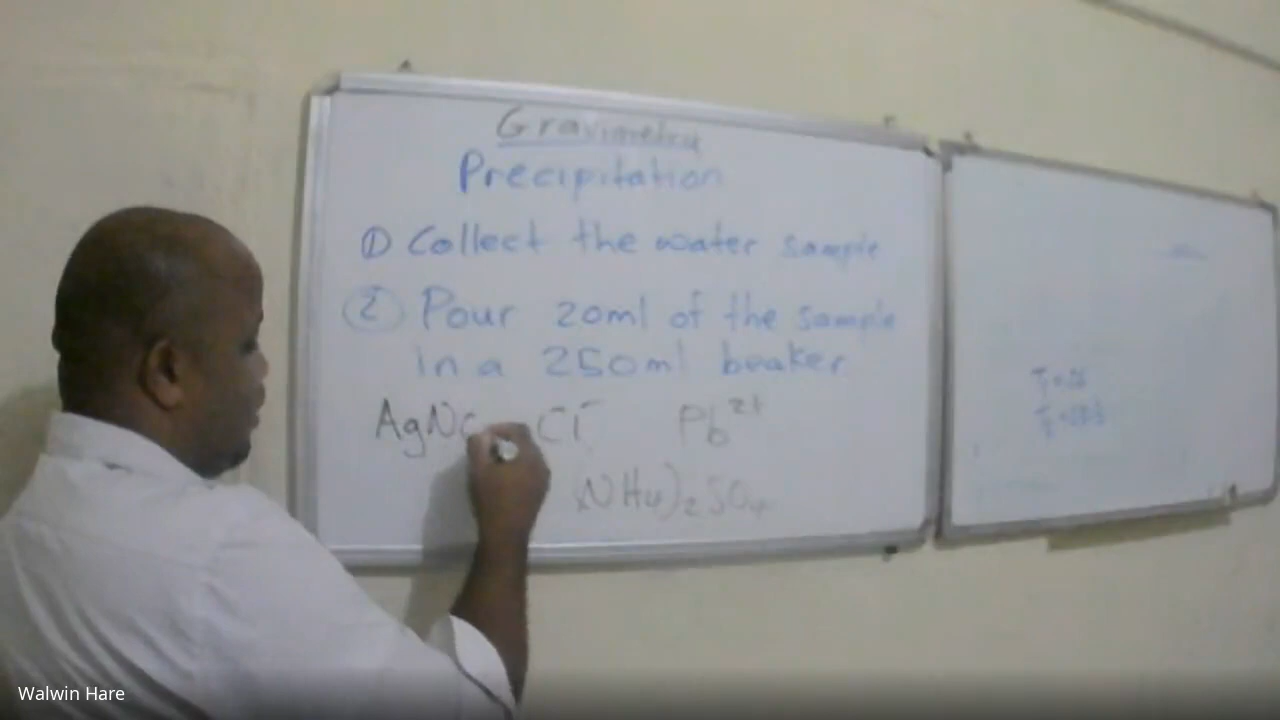 Gravimetry
Precipitation
① Collect the water sample
② Pour 20ml of the sample
in a 250ml beaker
AgNO Cl⁻ Pb²⁺
(NH₄)₂SO₄
Walwin Hare